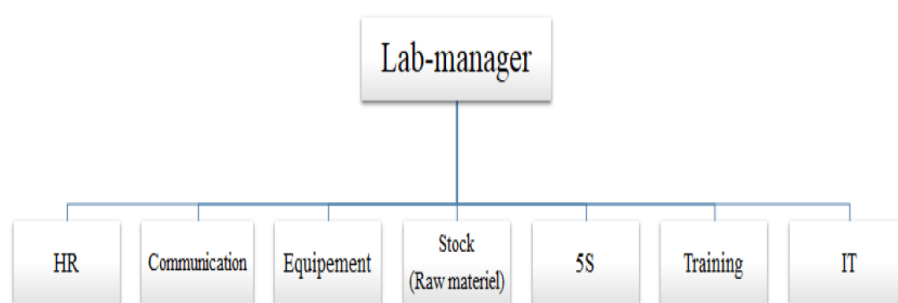 Lab-manager
HR
Communication
Equipement
Stock
(Raw materiel)
5S
Training
IT